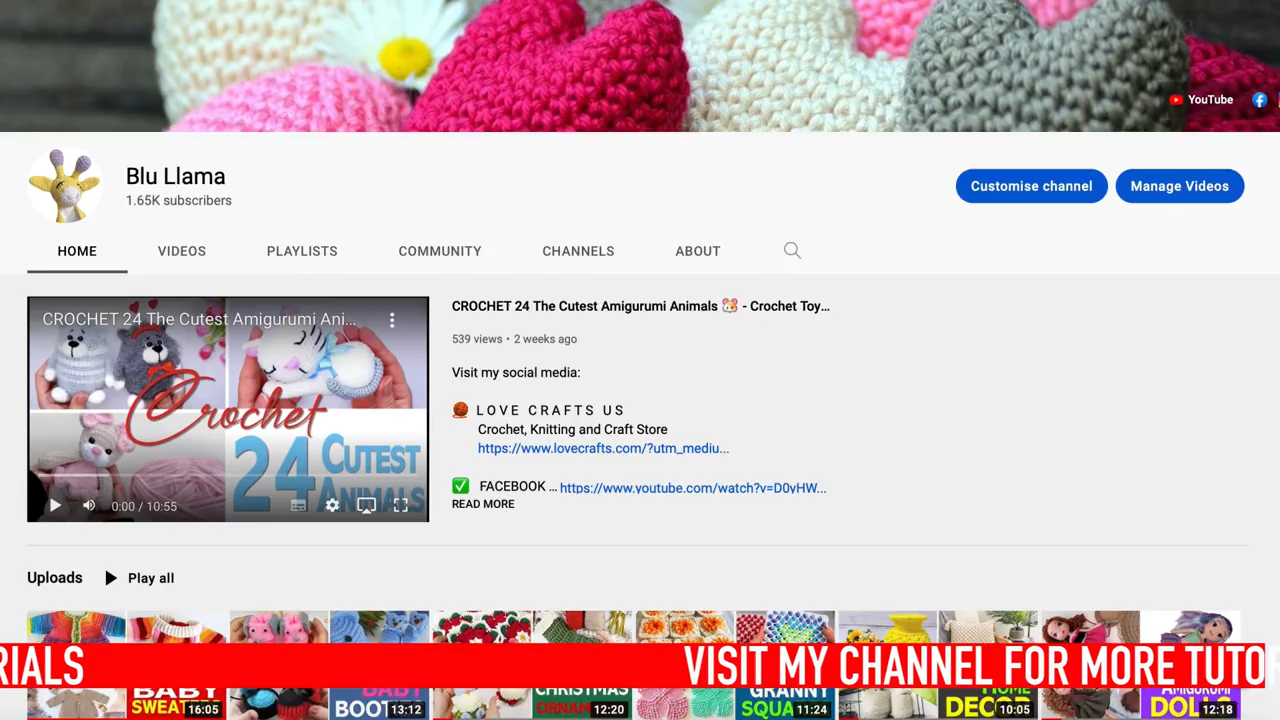 YouTube
Blu Llama
1.65K subscribers
Customise channel
Manage Videos
HOME VIDEOS PLAYLISTS COMMUNITY CHANNELS ABOUT
CROCHET 24 The Cutest Amigurumi Ani...
Crochet
24 CUTEST
ANIMALS
0:00 / 10:55
CROCHET 24 The Cutest Amigurumi Animals 🐹 - Crochet Toy...
539 views • 2 weeks ago
Visit my social media:
L O V E C R A F T S U S
Crochet, Knitting and Craft Store
https://www.lovecrafts.com/?utm_mediu...
✅ FACEBOOK ... https://www.youtube.com/watch?v=D0yHW...
READ MORE
Uploads Play all
RIALS VISIT MY CHANNEL FOR MORE TUTO
BABY
SWEATERS 16:05
BABY
BOOT 13:12
CHRISTMAS
ORNAM 12:20
GRANNY
SQUA 11:24
HOME
DECO 10:05
AMIGURUMI
DOL 12:18